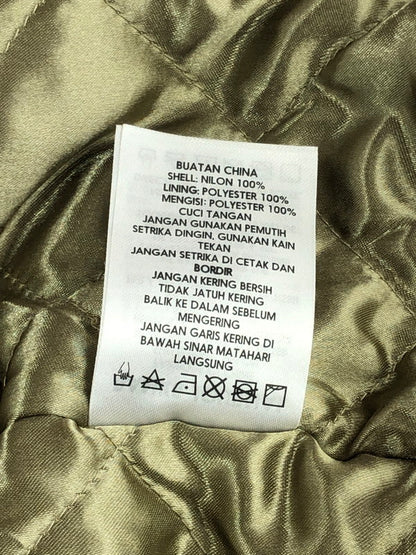 BUATAN CHINA
SHELL: NILON 100%
LINING: POLYESTER 100%
MENGISI: POLYESTER 100%
CUCI TANGAN
JANGAN GUNAKAN PEMUTIH
SETRIKA DINGIN, GUNAKAN KAIN
TEKAN
JANGAN SETRIKA DI CETAK DAN
BORDIR
JANGAN KERING BERSIH
TIDAK JATUH KERING
BALIK KE DALAM SEBELUM
MENGERING
JANGAN GARIS KERING DI
BAWAH SINAR MATAHARI
LANGSUNG